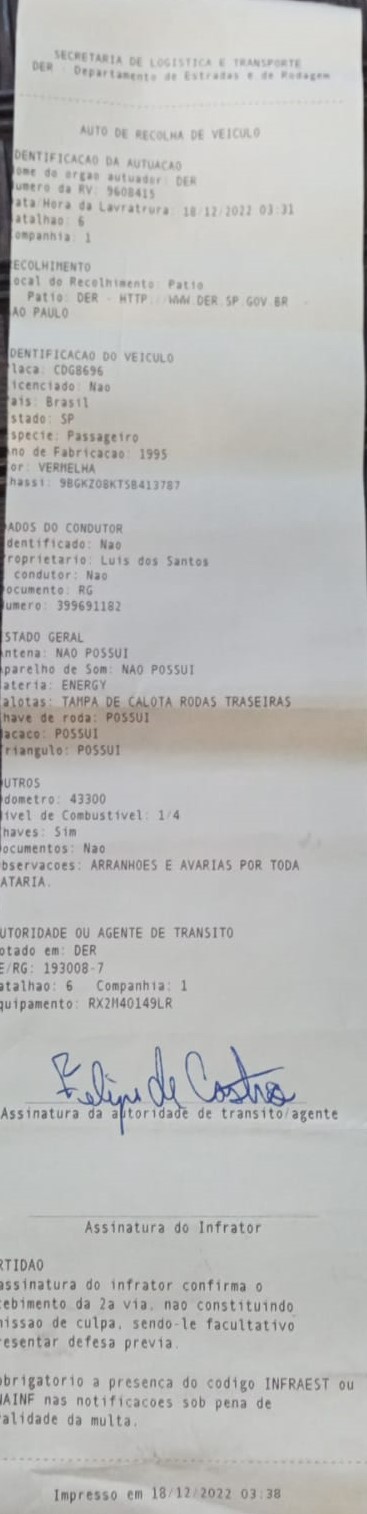 SECRETARIA DE LOGISTICA E TRANSPORTE
DER - Departamento de Estradas e de Rodagem
AUTO DE RECOLHA DE VEICULO
DENTIFICACAO DA AUTUACAO
ome do orgao autuador: DER
umero da RV: 9608415
ata/Hora da Lavratrura: 18/12/2022 03:31
atalhao: 6
ompanhia: 1
ECOLHIMENTO
ocal do Recolhimento: Patio
Patio: DER - HTTP://WWW.DER.SP.GOV.BR -
AO PAULO
DENTIFICACAO DO VEICULO
laca: CDG8696
icenciado: Nao
ais: Brasil
stado: SP
specie: Passageiro
no de Fabricacao: 1995
or: VERMELHA
hassi: 9BGKZ08KTSB413787
ADOS DO CONDUTOR
dentificado: Nao
roprietario: Luis dos Santos
condutor: Nao
ocumento: RG
umero: 399691182
STADO GERAL
ntena: NAO POSSUI
parelho de Som: NAO POSSUI
ateria: ENERGY
alotas: TAMPA DE CALOTA RODAS TRASEIRAS
have de roda: POSSUI
acaco: POSSUI
riangulo: POSSUI
UTROS
dometro: 43300
ivel de Combustivel: 1/4
haves: Sim
ocumentos: Nao
bservacoes: ARRANHOES E AVARIAS POR TODA
ATARIA.
UTORIDADE OU AGENTE DE TRANSITO
otado em: DER
E/RG: 193008-7
atalhao: 6 Companhia: 1
quipamento: RX2M40149LR
Felipe de Castro
Assinatura da autoridade de transito/agente
Assinatura do Infrator
RTIDAO
assinatura do infrator confirma o
cebimento da 2a via, nao constituindo
missao de culpa, sendo-le facultativo
resentar defesa previa.
obrigatorio a presenca do codigo INFRAEST ou
NAINF nas notificacoes sob pena de
alidade da multa.
Impresso em 18/12/2022 03:38